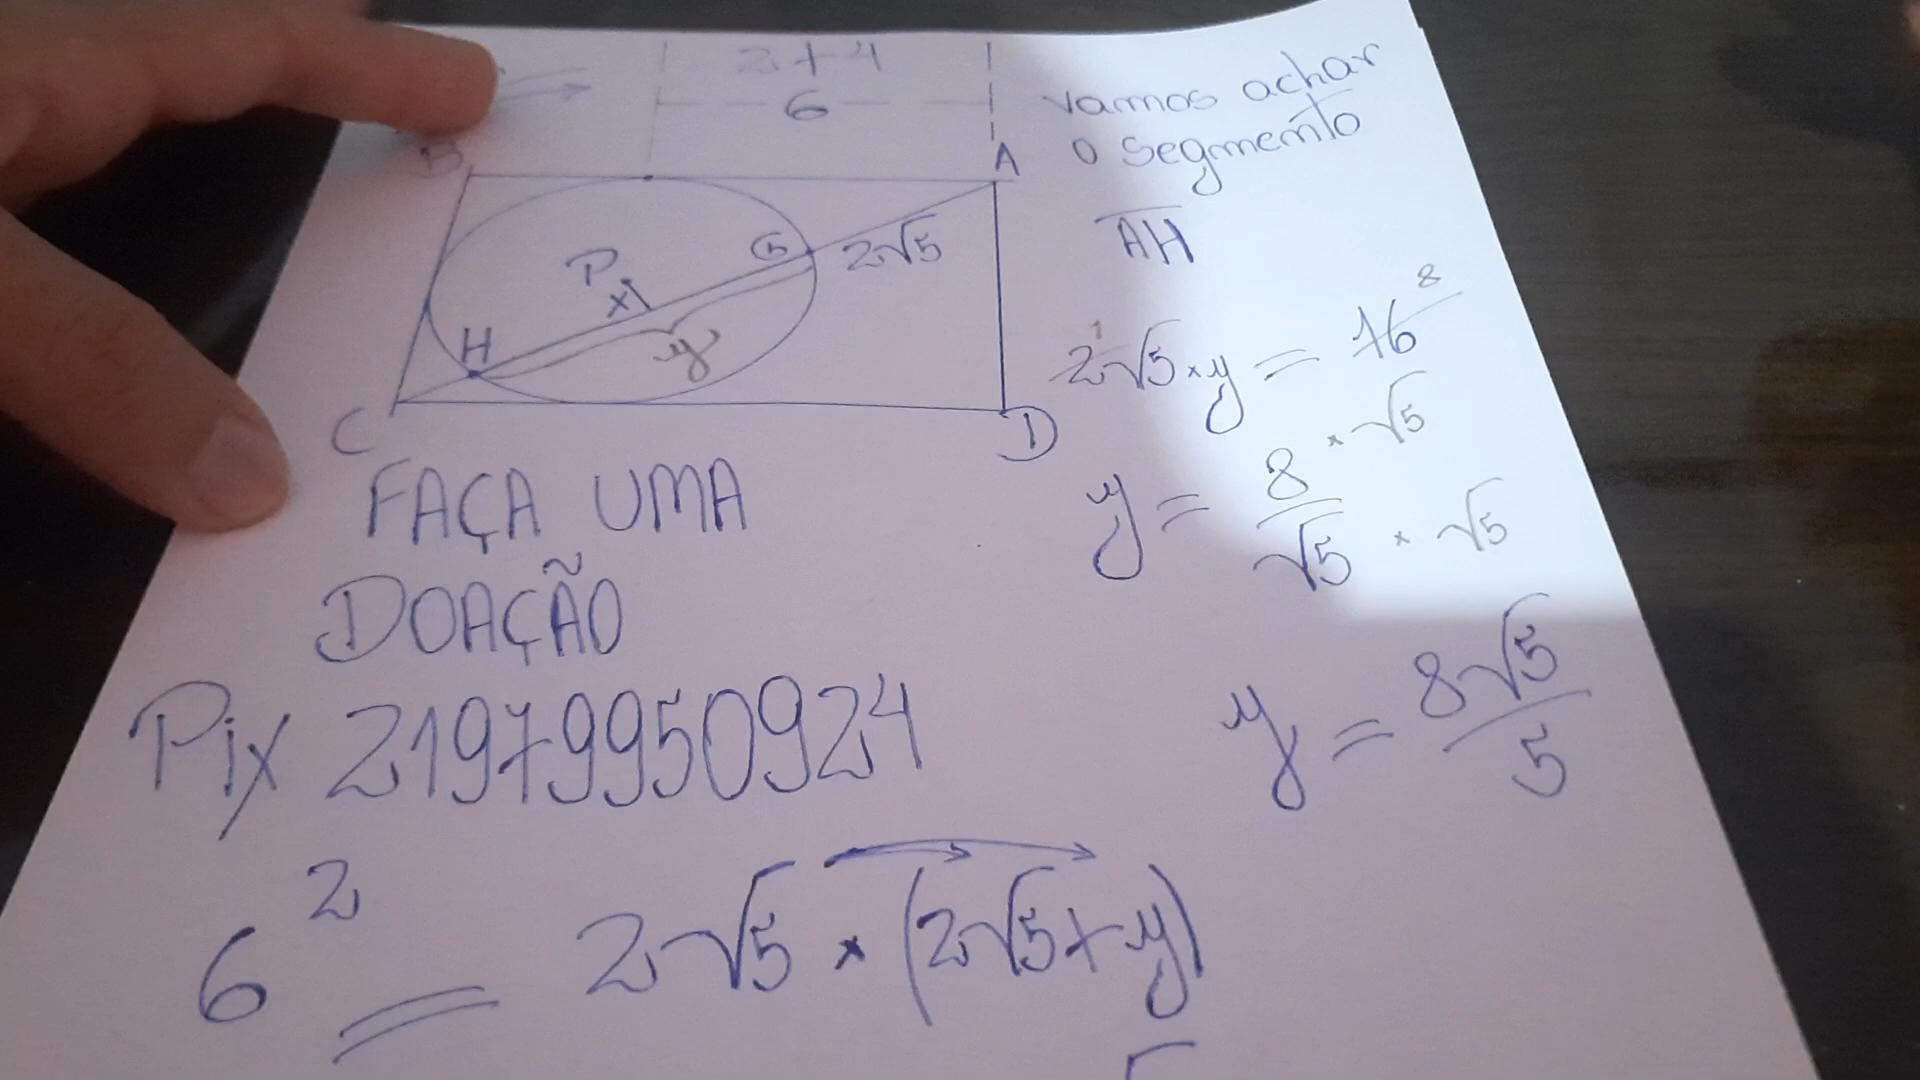 2+4
6
B
A
P
x
G
2√5
H
y
C
D
vamos achar
o segmento
AH
1 8
2√5 × y = 16
y = 8 × √5
√5 × √5
y = 8√5
5
FAÇA UMA
DOAÇÃO
Pix 21979950924
6² = 2√5 × (2√5+y)